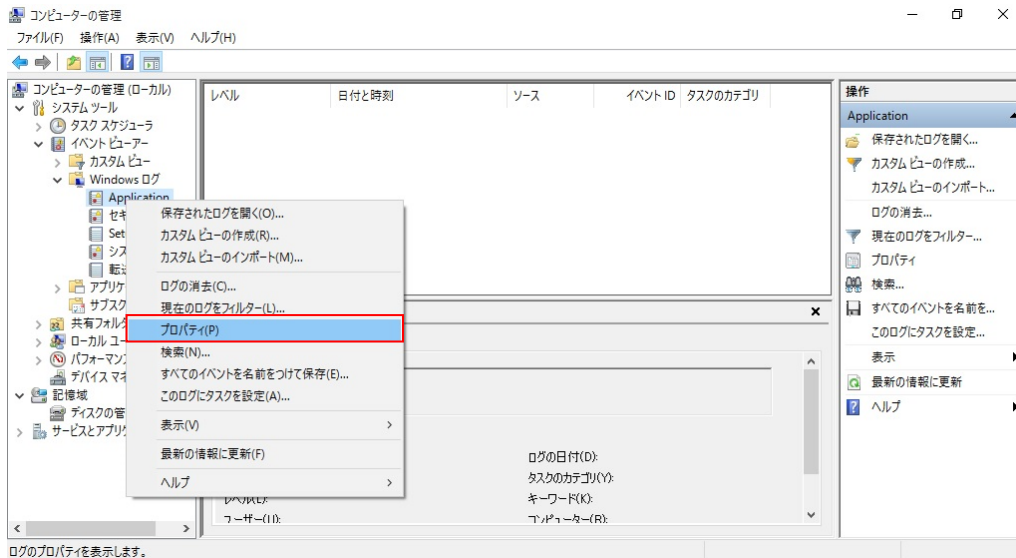 コンピューターの管理
ファイル(F) 操作(A) 表示(V) ヘルプ(H)
コンピューターの管理 (ローカル)
システム ツール
タスク スケジューラ
イベント ビューアー
カスタム ビュー
Windows ログ
Application
セキ
Set
シス
転送
アプリケ
サブスク
共有フォルダ
ローカル ユー
パフォーマン
デバイス マネ
記憶域
ディスクの管
サービスとアプリケ
レベル 日付と時刻 ソース イベント ID タスクのカテゴリ
保存されたログを開く(O)...
カスタム ビューの作成(R)...
カスタム ビューのインポート(M)...
ログの消去(C)...
現在のログをフィルター(L)...
プロパティ(P)
検索(N)...
すべてのイベントを名前をつけて保存(E)...
このログにタスクを設定(A)...
表示(V)
最新の情報に更新(F)
ヘルプ
ログの日付(D):
タスクのカテゴリ(Y):
レベル(L): キーワード(K):
ユーザー(U): コンピューター(R):
操作
Application
保存されたログを開く...
カスタム ビューの作成...
カスタム ビューのインポート...
ログの消去...
現在のログをフィルター...
プロパティ
検索...
すべてのイベントを名前を...
このログにタスクを設定...
表示
最新の情報に更新
ヘルプ
ログのプロパティを表示します。